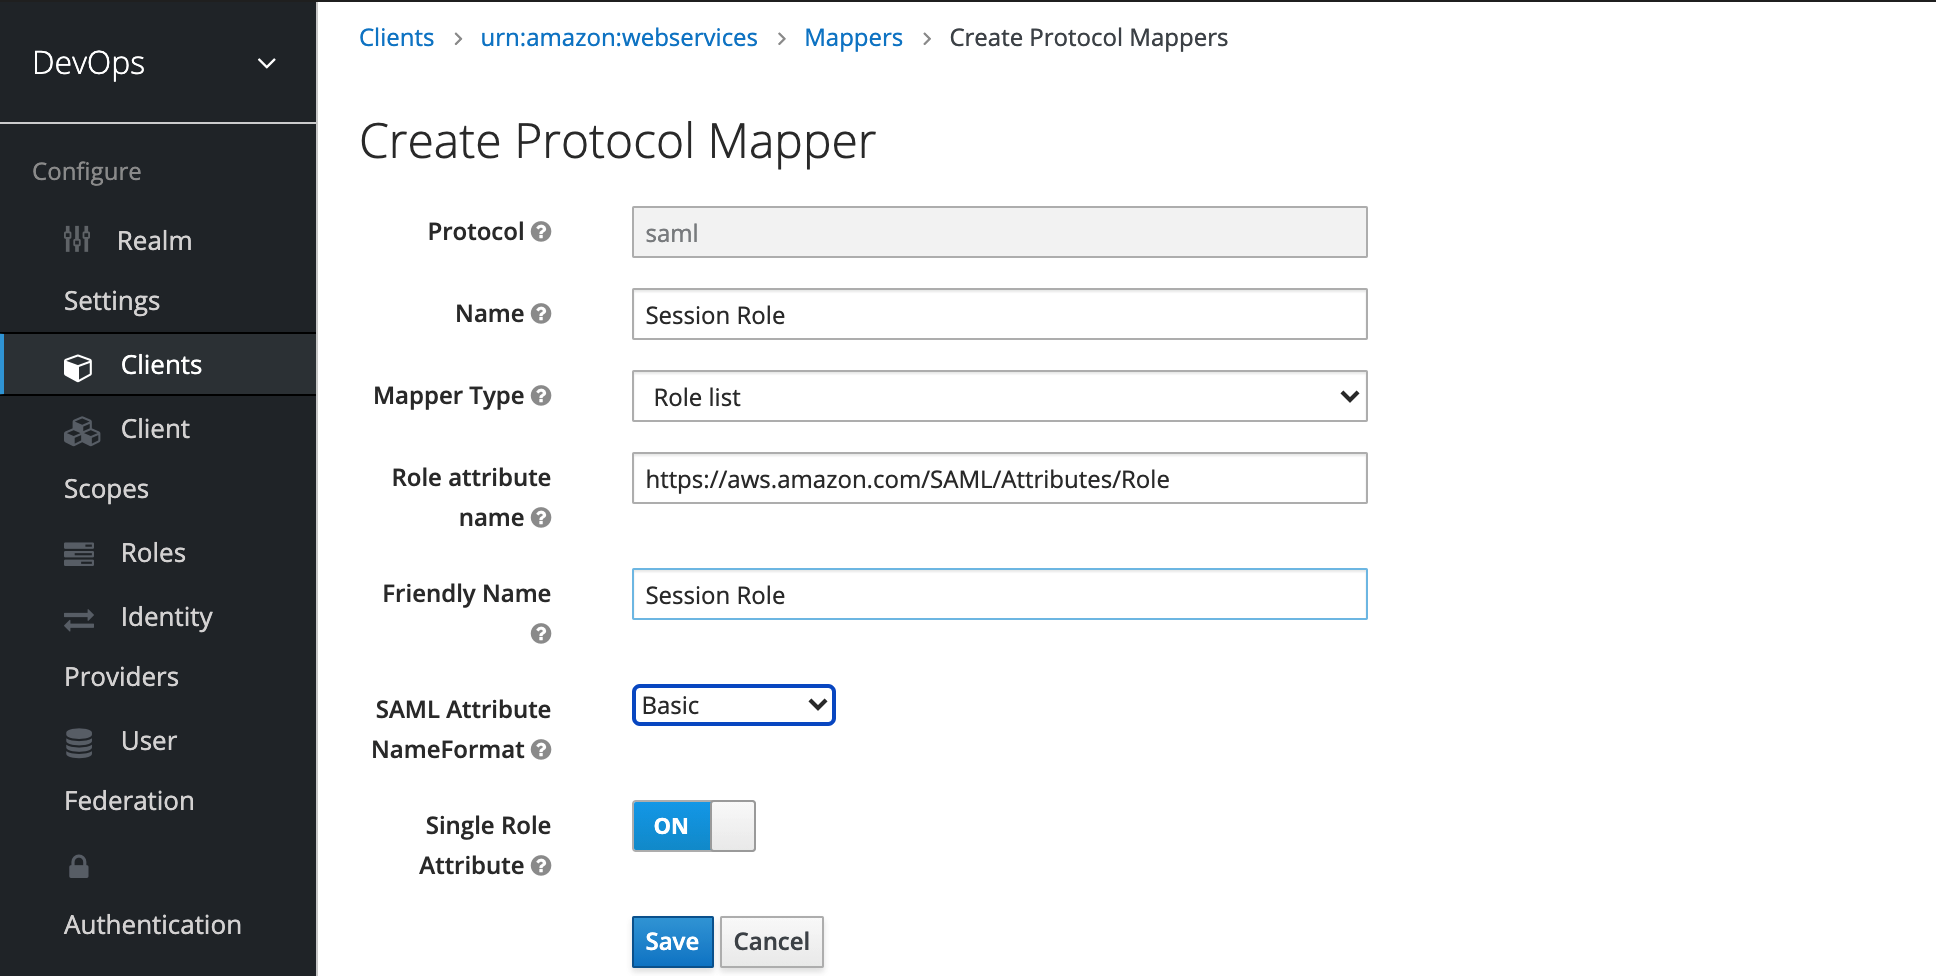 DevOps
Configure
Realm
Settings
Clients
Client
Scopes
Roles
Identity
Providers
User
Federation
Authentication
Clients > urn:amazon:webservices > Mappers > Create Protocol Mappers
Create Protocol Mapper
Protocol
saml
Name
Session Role
Mapper Type
Role list
Role attribute
name
https://aws.amazon.com/SAML/Attributes/Role
Friendly Name
Session Role
SAML Attribute
NameFormat
Basic
Single Role
Attribute
ON
Save
Cancel